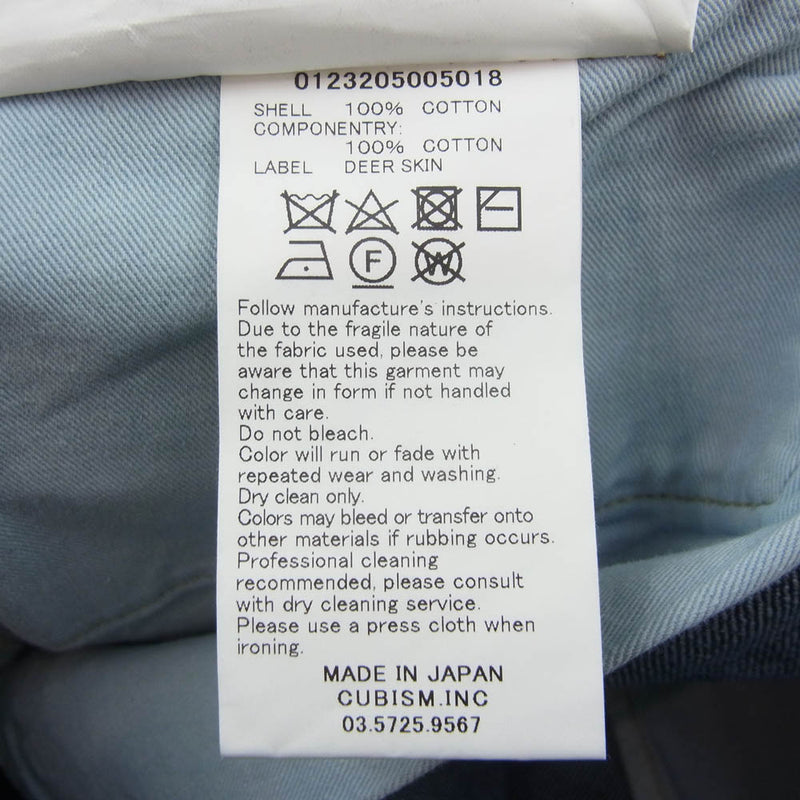 0123205005018
SHELL 100% COTTON
COMPONENTRY:
100% COTTON
LABEL DEER SKIN
F W
Follow manufacture's instructions.
Due to the fragile nature of
the fabric used, please be
aware that this garment may
change in form if not handled
with care.
Do not bleach.
Color will run or fade with
repeated wear and washing.
Dry clean only.
Colors may bleed or transfer onto
other materials if rubbing occurs.
Professional cleaning
recommended, please consult
with dry cleaning service.
Please use a press cloth when
ironing.
MADE IN JAPAN
CUBISM.INC
03.5725.9567